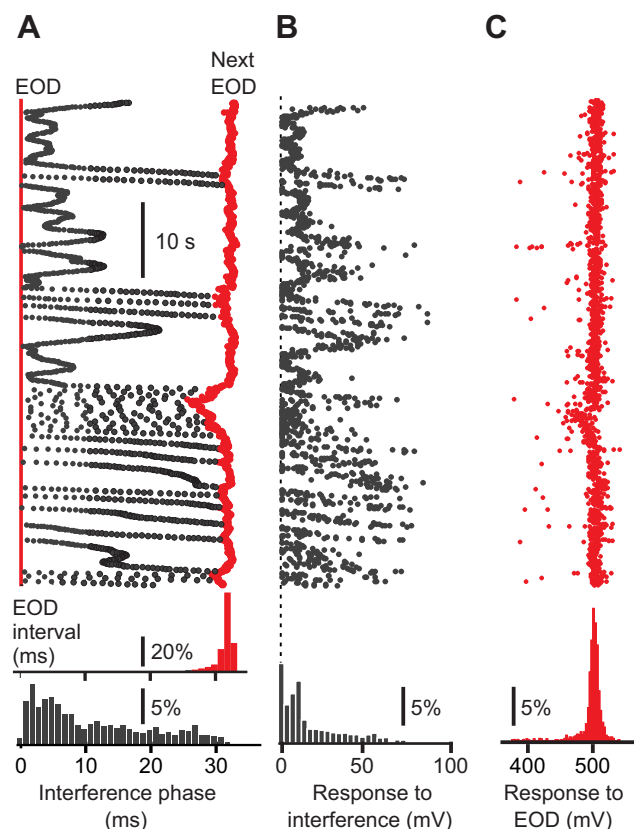 A
B
C
EOD
Next
EOD
10 s
EOD
interval
(ms)
20%
5%
5%
5%
0
10
20
30
0
50
100
400
500
Interference phase
(ms)
Response to
interference (mV)
Response to
EOD (mV)